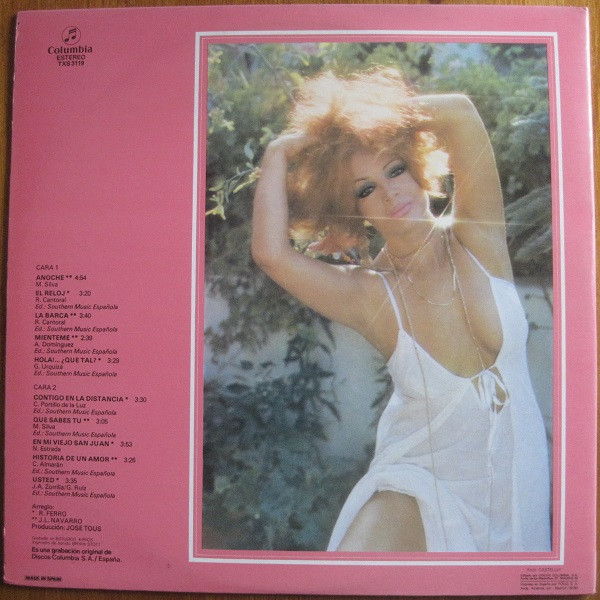 Columbia
ESTEREO
TXS 3119
CARA 1
ANOCHE ** 4:54
M. Silva
EL RELOJ * 3:20
R. Cantoral
Ed.: Southern Music Española
LA BARCA ** 3:40
R. Cantoral
Ed.: Southern Music Española
MIENTEME ** 2:39
A. Dominguez
Ed.: Southern Music Española
HOLA!... ¿QUE TAL? * 3:29
G. Urquiza
Ed.: Southern Music Española
CARA 2
CONTIGO EN LA DISTANCIA * 3:30
C. Portillo de la Luz
Ed.: Southern Music Española
QUE SABES TU ** 3:05
M. Silva
Ed.: Southern Music Española
EN MI VIEJO SAN JUAN * 3:53
N. Estrada
HISTORIA DE UN AMOR ** 3:26
C. Almarán
Ed.: Southern Music Española
USTED * 3:35
J.A. Zorrilla/G. Ruiz
Ed.: Southern Music Española
Arreglo:
* R. FERRO
** J.L. NAVARRO
Producción: JOSE TOUS
Es una grabación original de
Discos Columbia S.A./España.
MADE IN SPAIN